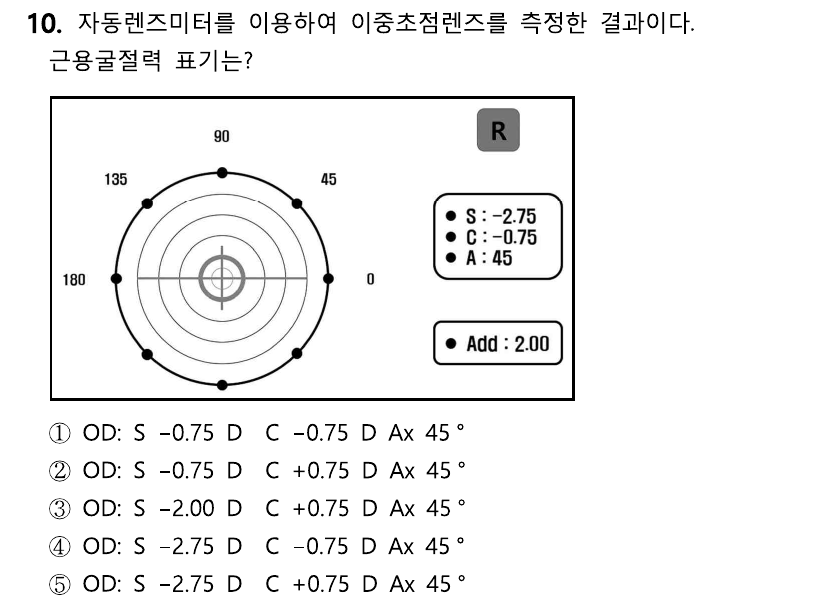 10. 자동렌즈미터를 이용하여 이중초점렌즈를 측정한 결과이다.
근용굴절력 표기는?
R
90
135
45
180
0
● S : -2.75
● C : -0.75
● A : 45
● Add : 2.00
① OD: S -0.75 D C -0.75 D Ax 45 °
② OD: S -0.75 D C +0.75 D Ax 45 °
③ OD: S -2.00 D C +0.75 D Ax 45 °
④ OD: S -2.75 D C -0.75 D Ax 45 °
⑤ OD: S -2.75 D C +0.75 D Ax 45 °